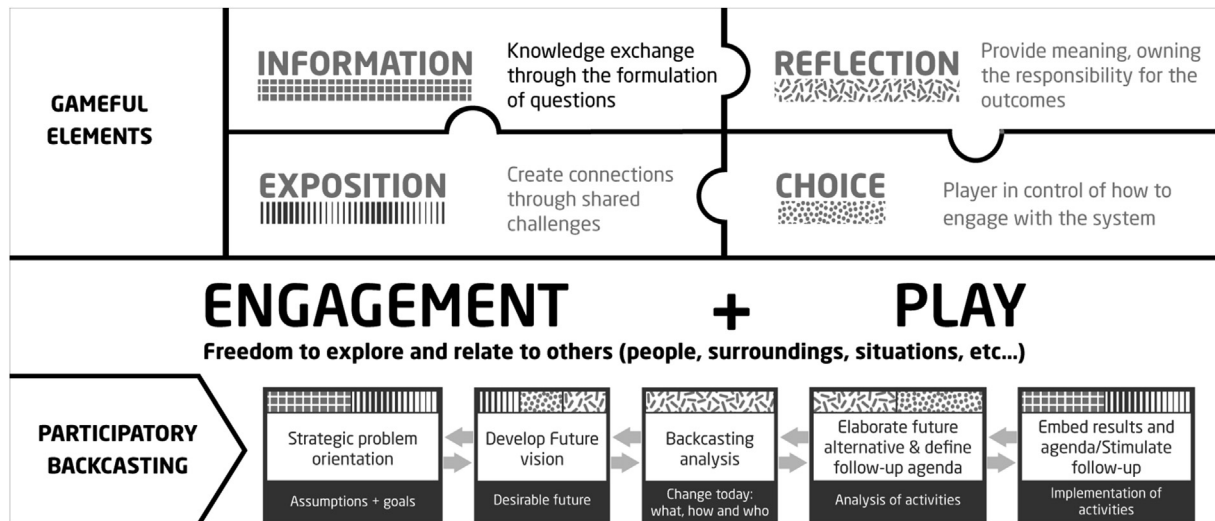 GAMEFUL
ELEMENTS
INFORMATION
Knowledge exchange
through the formulation
of questions
REFLECTION
Provide meaning, owning
the responsibility for the
outcomes
EXPOSITION
Create connections
through shared
challenges
CHOICE
Player in control of how to
engage with the system
ENGAGEMENT + PLAY
Freedom to explore and relate to others (people, surroundings, situations, etc...)
PARTICIPATORY
BACKCASTING
Strategic problem
orientation
Assumptions + goals
Develop Future
vision
Desirable future
Backcasting
analysis
Change today:
what, how and who
Elaborate future
alternative & define
follow-up agenda
Analysis of activities
Embed results and
agenda/Stimulate
follow-up
Implementation of
activities